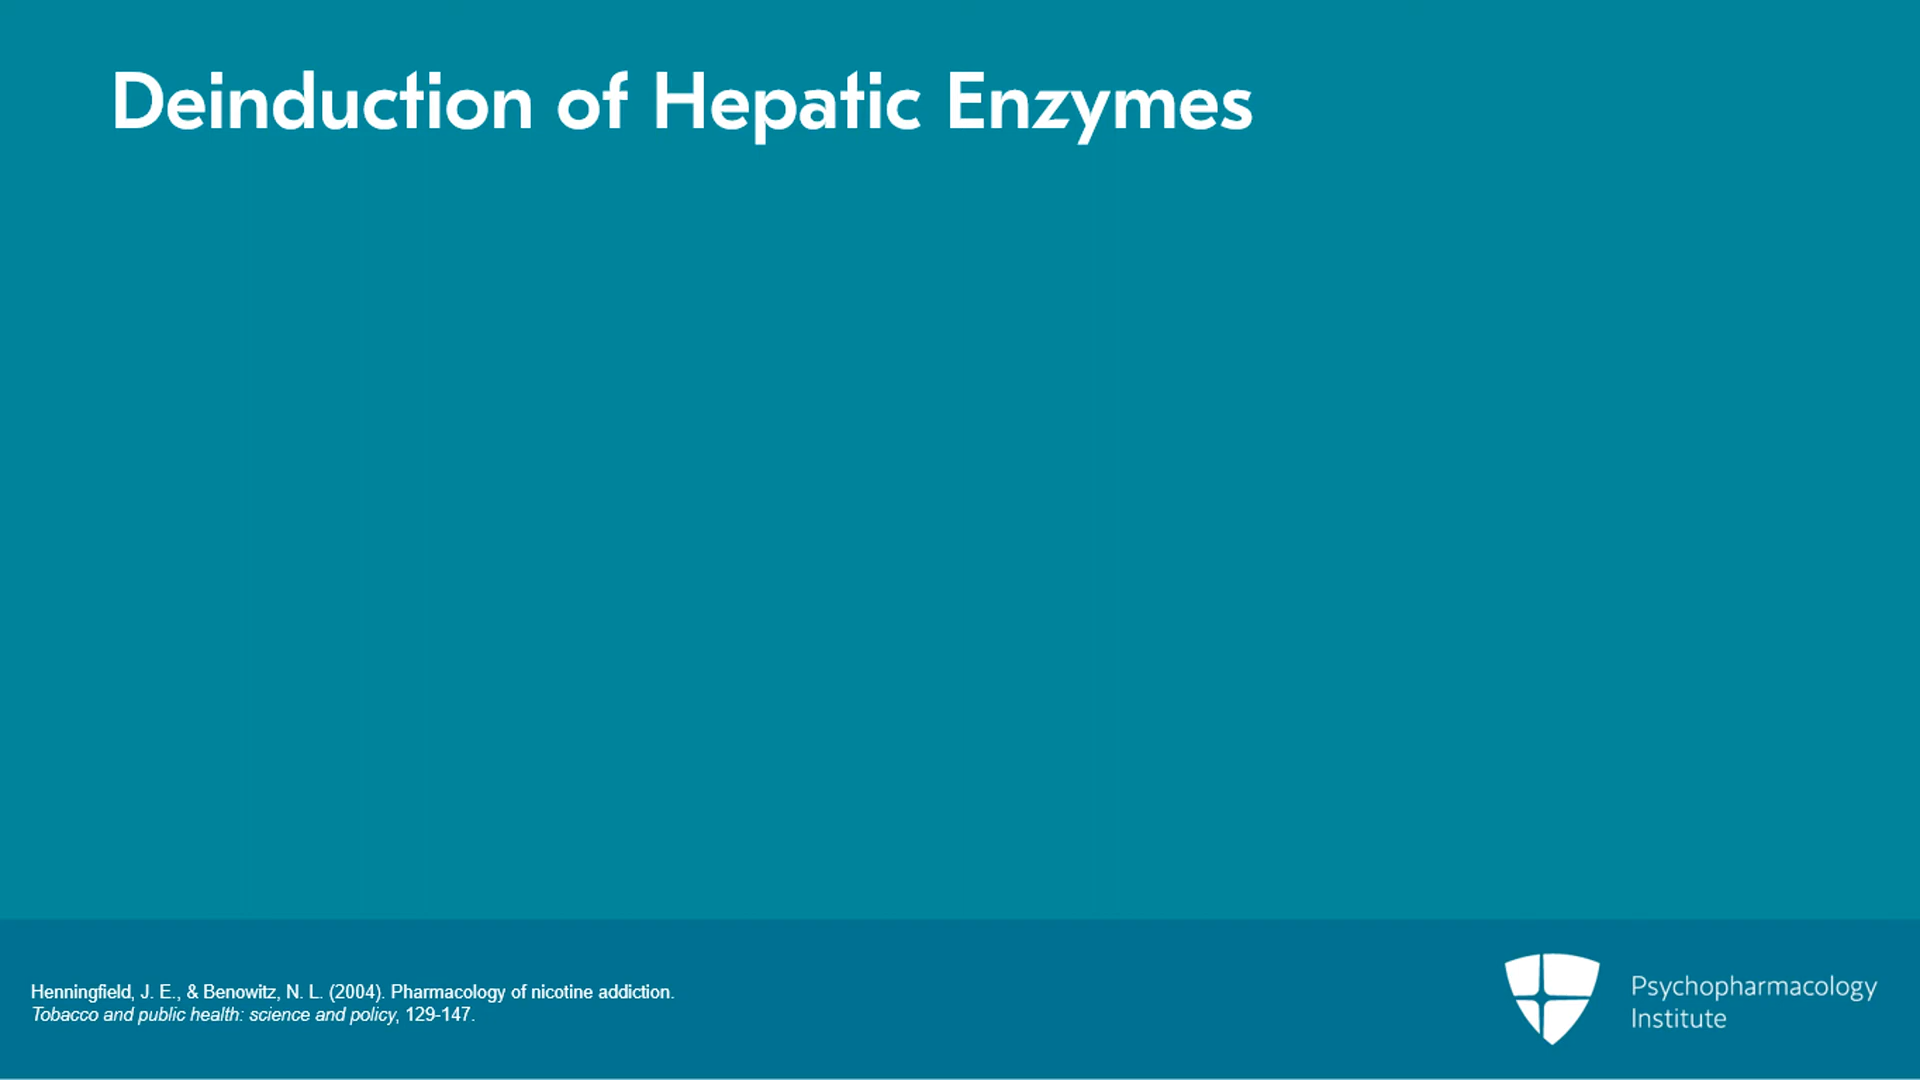 Deinduction of Hepatic Enzymes
Henningfield, J. E., & Benowitz, N. L. (2004). Pharmacology of nicotine addiction.
Tobacco and public health: science and policy, 129-147.
Psychopharmacology
Institute